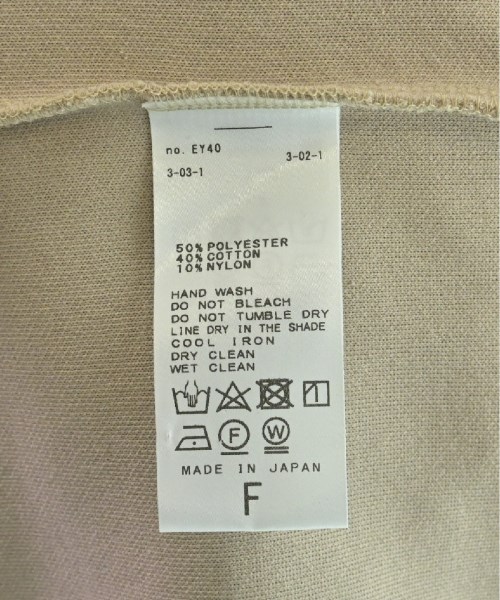 no. EY40
3-02-1
3-03-1
50% POLYESTER
40% COTTON
10% NYLON
HAND WASH
DO NOT BLEACH
DO NOT TUMBLE DRY
LINE DRY IN THE SHADE
COOL IRON
DRY CLEAN
WET CLEAN
F W
MADE IN JAPAN
F